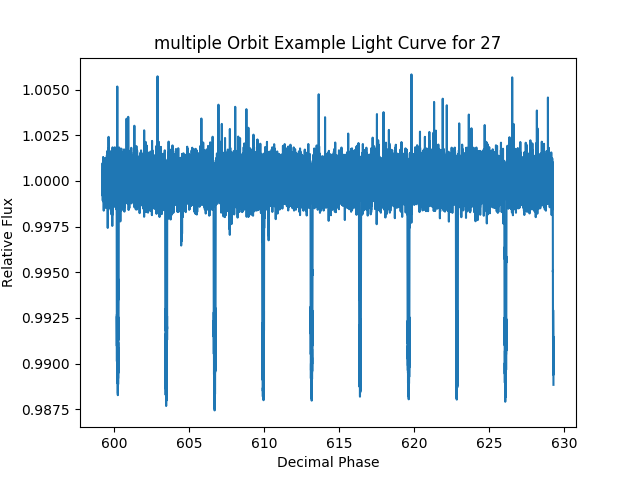 multiple Orbit Example Light Curve for 27
Relative Flux
1.0050
1.0025
1.0000
0.9975
0.9950
0.9925
0.9900
0.9875
600 605 610 615 620 625 630
Decimal Phase